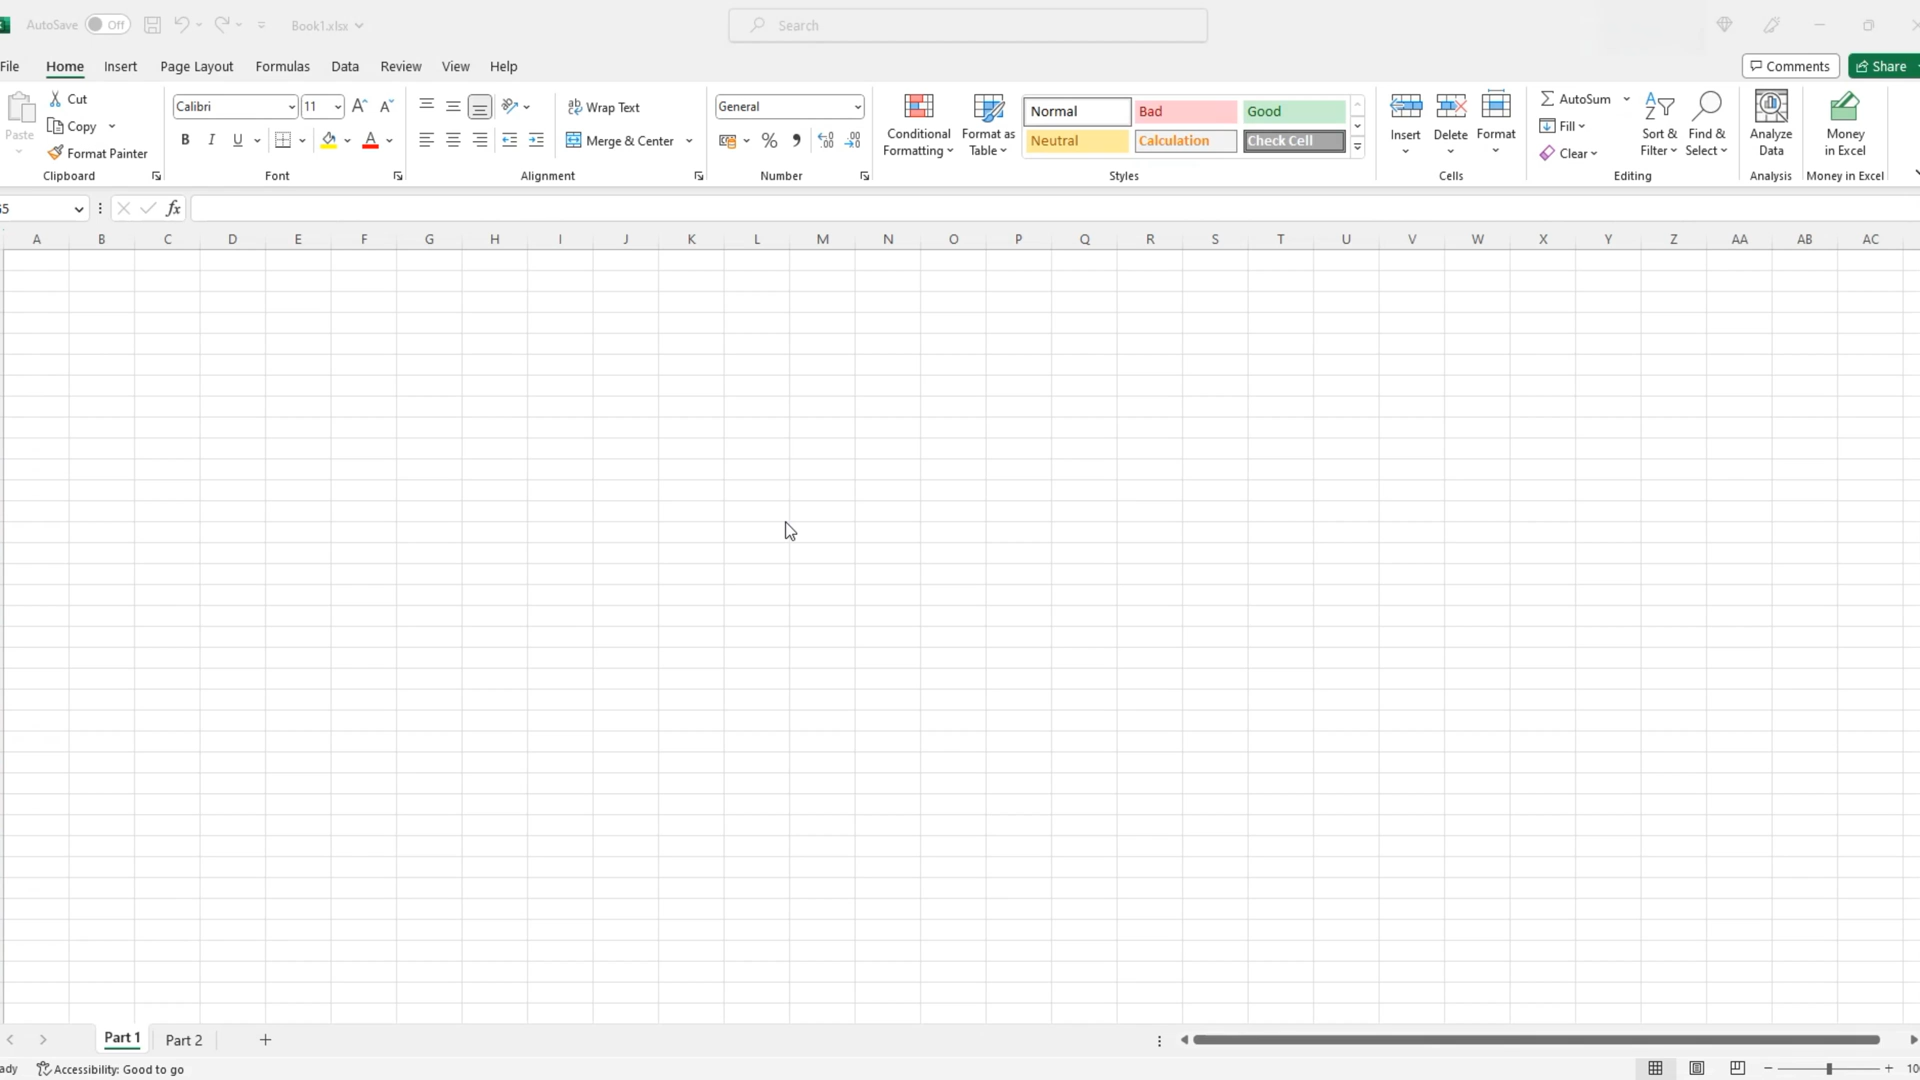 AutoSave Off Book1.xlsx Search
File Home Insert Page Layout Formulas Data Review View Help Comments Share
Paste Cut Copy Format Painter Clipboard
Calibri 11 B I U Font
ab Wrap Text Merge & Center Alignment
General % , Number
Conditional Formatting Format as Table Normal Bad Good Neutral Calculation Check Cell Styles
Insert Delete Format Cells
AutoSum Fill Clear Sort & Filter Find & Select Editing
Analyze Data Analysis
Money in Excel Money in Excel
fx
A B C D E F G H I J K L M N O P Q R S T U V W X Y Z AA AB AC
Part 1 Part 2
Accessibility: Good to go